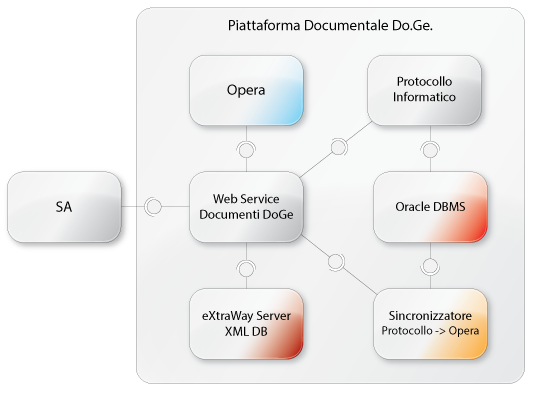 Piattaforma Documentale Do.Ge.
Opera
Protocollo
Informatico
SA
Web Service
Documenti DoGe
Oracle DBMS
eXtraWay Server
XML DB
Sincronizzatore
Protocollo -> Opera